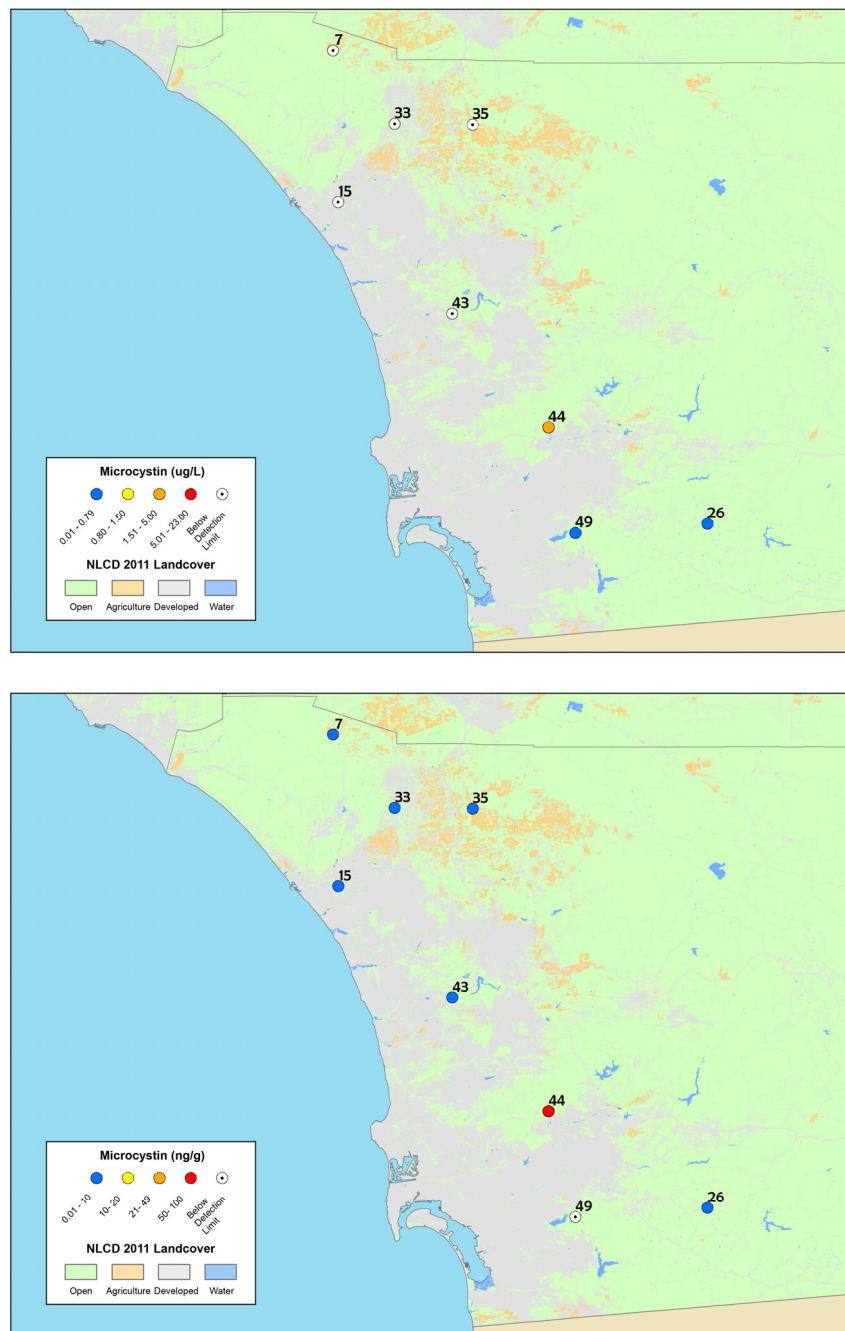 7
33
35
15
43
44
49
26
Microcystin (ug/L)
0.01 - 0.79
0.80 - 1.50
1.51 - 5.00
5.01 - 23.00
Below
Detection
Limit
NLCD 2011 Landcover
Open Agriculture Developed Water
7
33
35
15
43
44
49
26
Microcystin (ng/g)
0.01 - 10
10- 20
21- 49
50- 100
Below
Detection
Limit
NLCD 2011 Landcover
Open Agriculture Developed Water